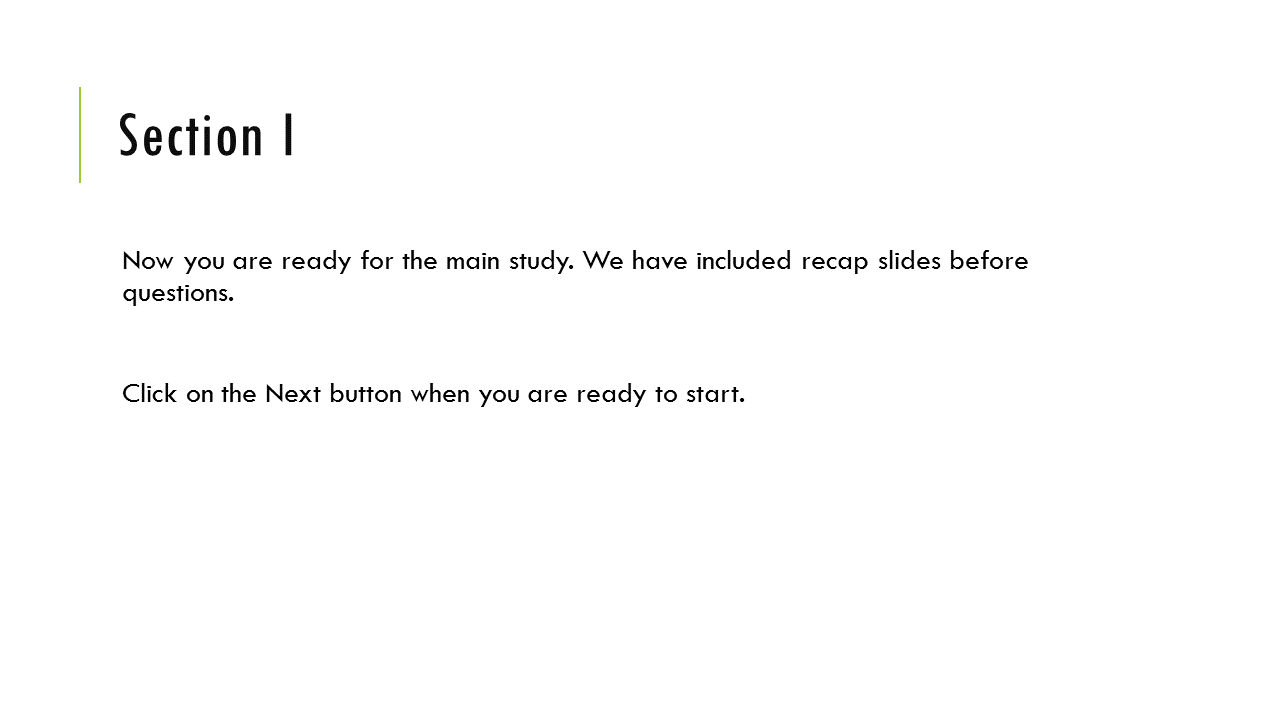 Section I
Now you are ready for the main study. We have included recap slides before
questions.
Click on the Next button when you are ready to start.